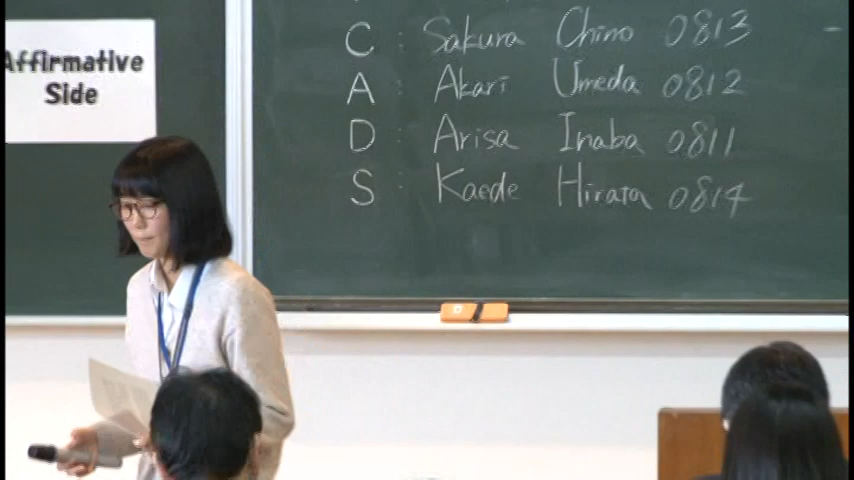 Affirmative
Side
C : Sakura Chino 0813
A : Akari Umeda 0812
D : Arisa Inaba 0811
S : Kaede Hirata 0814